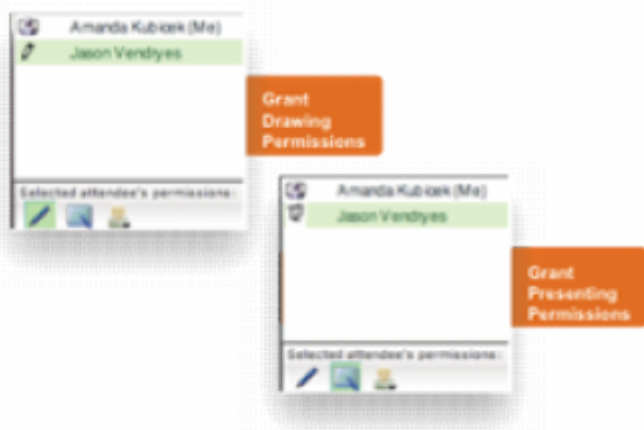 Amanda Kubicek (Me)
Jason Vendryes
Grant
Drawing
Permissions
Selected attendee's permissions:
Amanda Kubicek (Me)
Jason Vendryes
Grant
Presenting
Permissions
Selected attendee's permissions: